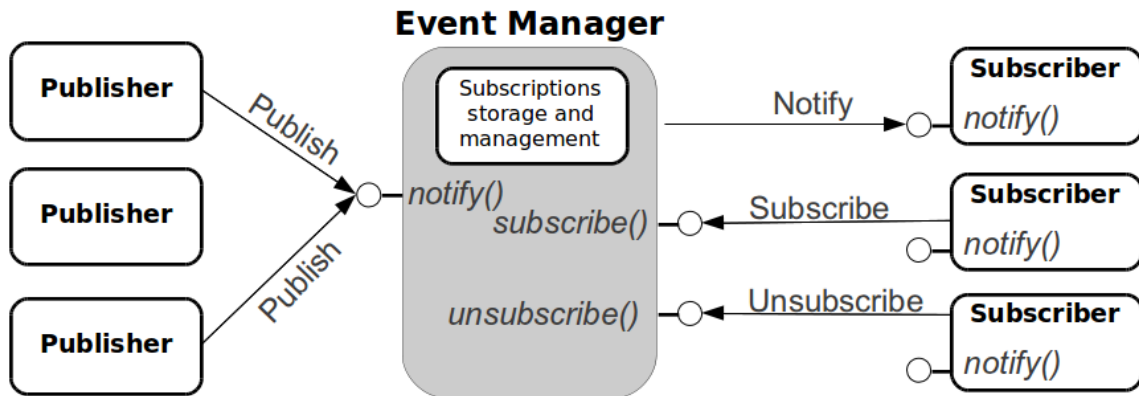 Event Manager
Publisher
Publish
Publisher
Publish
Publisher
Subscriptions
storage and
management
notify()
subscribe()
unsubscribe()
Notify
Subscriber
notify()
Subscribe
Subscriber
notify()
Unsubscribe
Subscriber
notify()